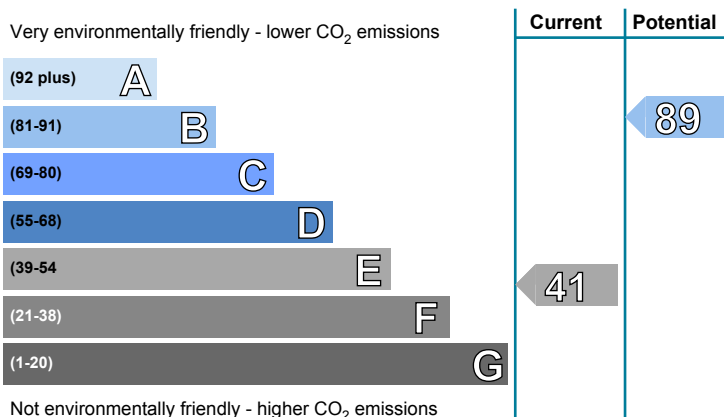 Current Potential
Very environmentally friendly - lower CO2 emissions
(92 plus) A
(81-91) B
89
(69-80) C
(55-68) D
(39-54 E
41
(21-38) F
(1-20) G
Not environmentally friendly - higher CO2 emissions